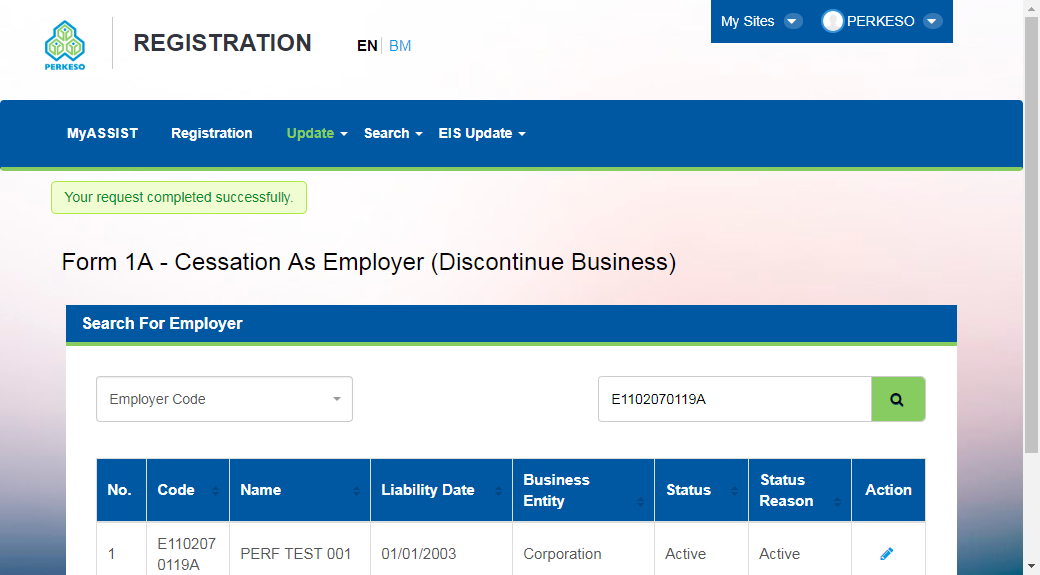 My Sites PERKESO
REGISTRATION EN BM
PERKESO
MyASSIST Registration Update Search EIS Update
Your request completed successfully.
Form 1A - Cessation As Employer (Discontinue Business)
Search For Employer
Employer Code E1102070119A
No. Code Name Liability Date Business Entity Status Status Reason Action
1 E1102070119A PERF TEST 001 01/01/2003 Corporation Active Active